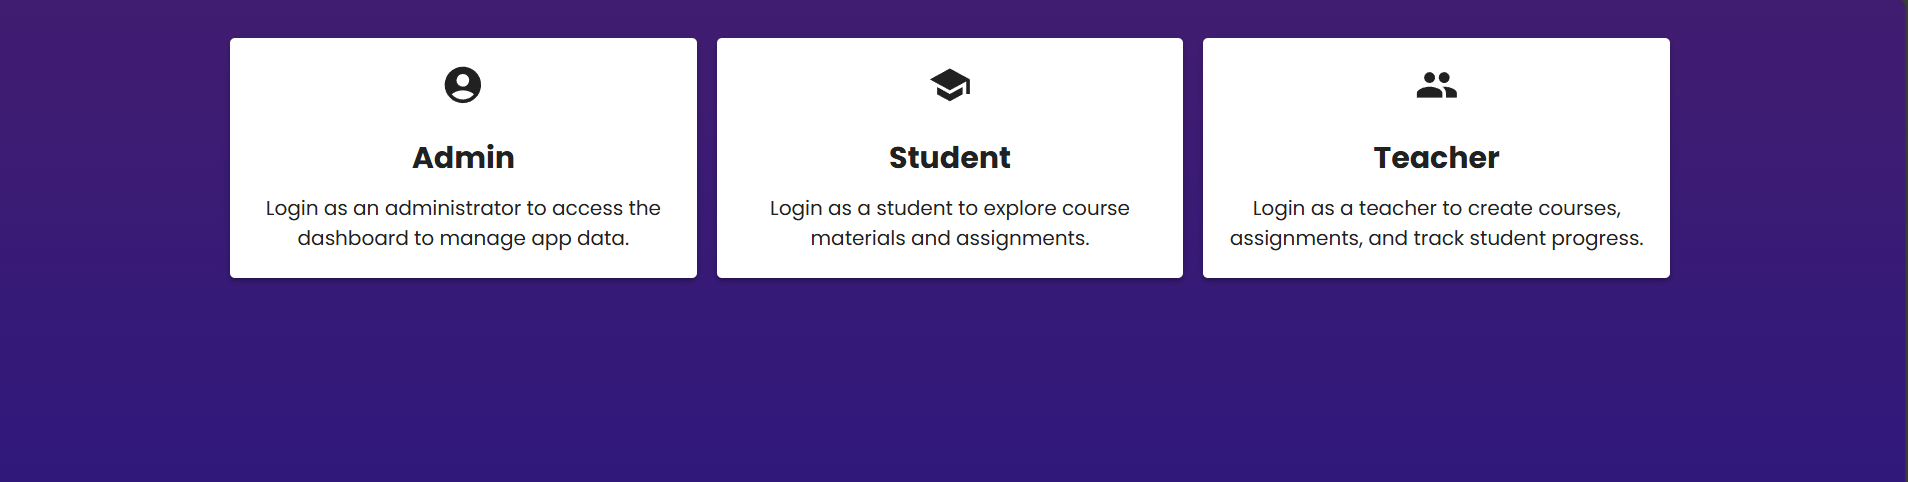 Admin
Login as an administrator to access the
dashboard to manage app data.
Student
Login as a student to explore course
materials and assignments.
Teacher
Login as a teacher to create courses,
assignments, and track student progress.